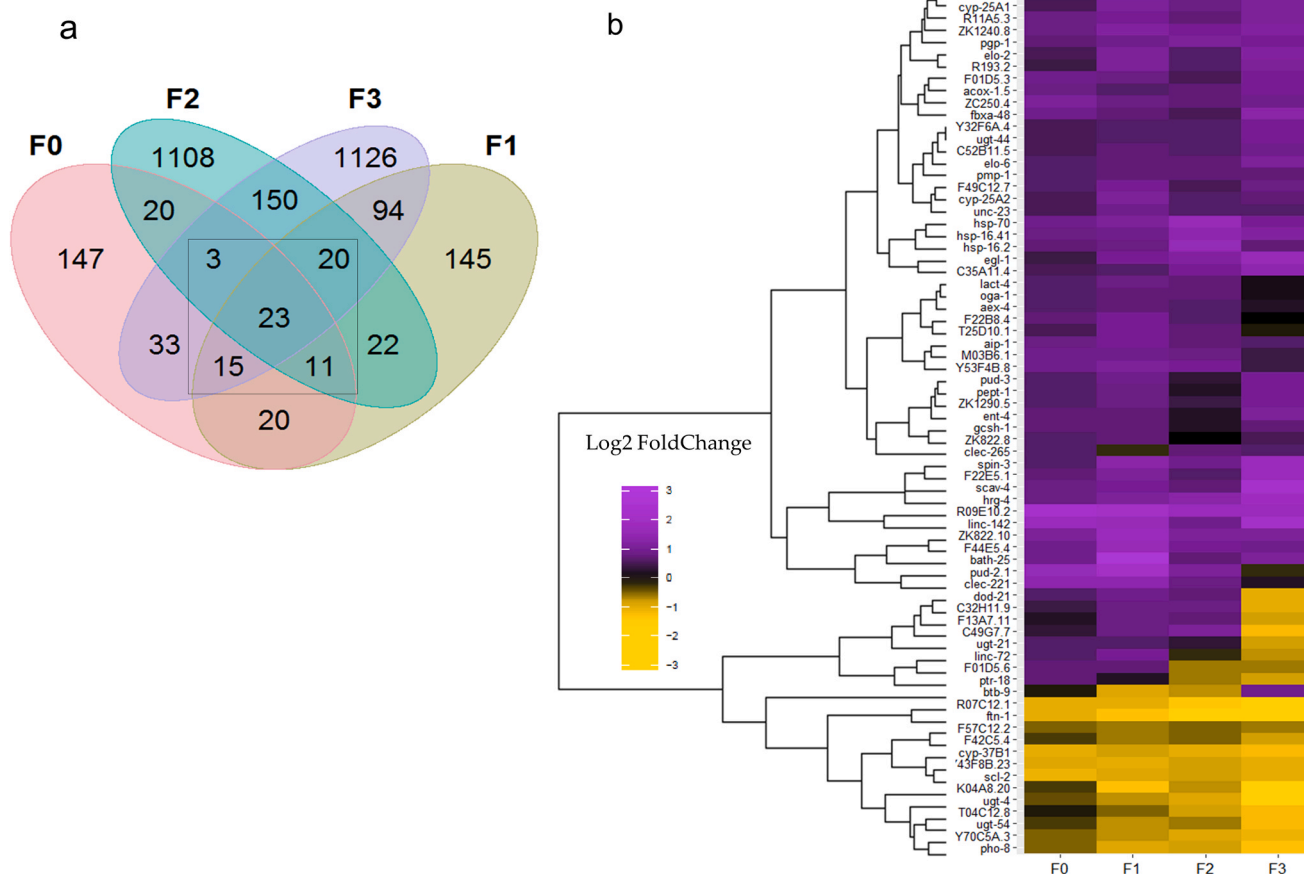 a
b
F2
F3
F0
F1
1108
1126
20
150
94
147
3
20
145
23
33
15
11
22
20
Log2 FoldChange
3
2
1
0
−1
−2
−3
cyp-25A1
R11A5.3
ZK1240.8
pgp-1
elo-2
R193.2
F01D5.3
acox-1.5
ZC250.4
fbxa-48
Y32F6A.4
ugt-44
C52B11.5
elo-6
pmp-1
F49C12.7
cyp-25A2
unc-23
hsp-70
hsp-16.41
hsp-16.2
egl-1
C35A11.4
lact-4
oga-1
aex-4
F22B8.4
T25D10.1
aip-1
M03B6.1
Y53F4B.8
pud-3
pept-1
ZK1290.5
ent-4
gcsh-1
ZK822.8
clec-265
spin-3
F22E5.1
scav-4
hrg-4
R09E10.2
linc-142
ZK822.10
F44E5.4
bath-25
pud-2.1
clec-221
dod-21
C32H11.9
F13A7.11
C49G7.7
ugt-21
linc-72
F01D5.6
ptr-18
btb-9
R07C12.1
ftn-1
F57C12.2
F42C5.4
cyp-37B1
43F8B.23
scl-2
K04A8.20
ugt-4
T04C12.8
ugt-54
Y70C5A.3
pho-8
F0 F1 F2 F3